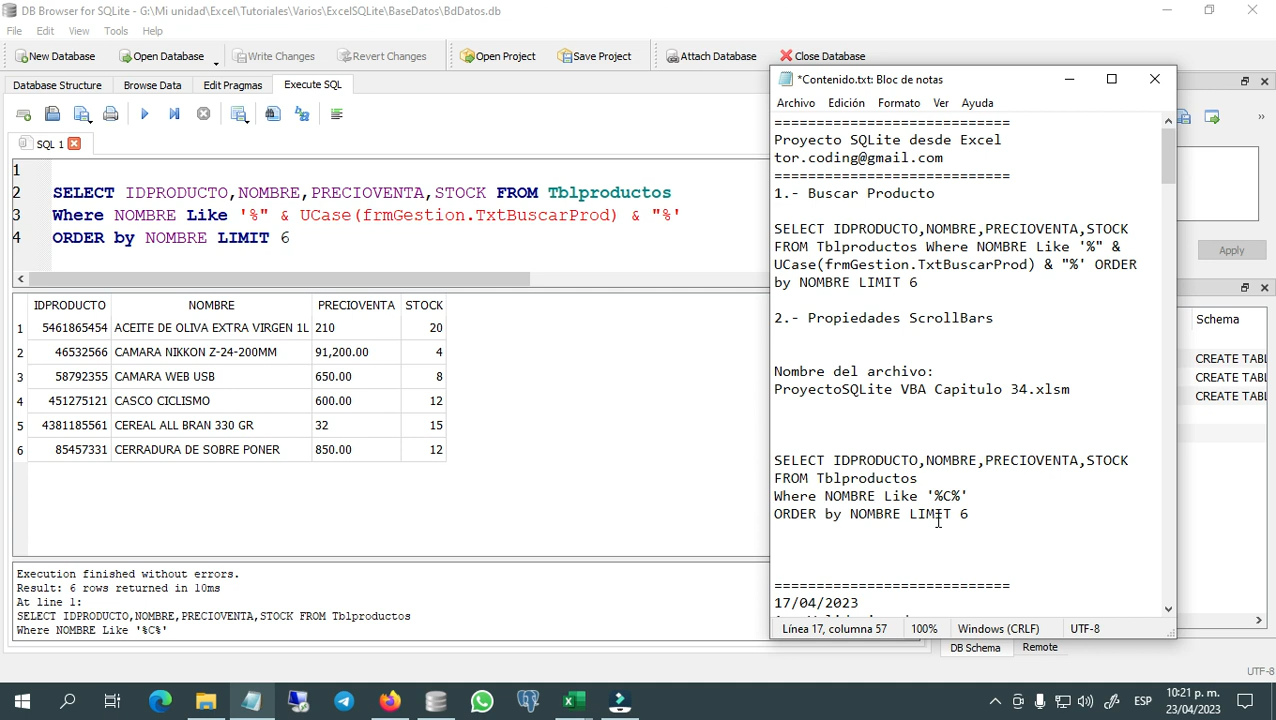 DB Browser for SQLite - G:\Mi unidad\Excel\Tutoriales\Varios\ExcelSQLite\BaseDatos\BdDatos.db
File Edit View Tools Help
New Database Open Database Write Changes Revert Changes Open Project Save Project Attach Database Close Database
Database Structure Browse Data Edit Pragmas Execute SQL
SQL 1
1
2 SELECT IDPRODUCTO,NOMBRE,PRECIOVENTA,STOCK FROM Tblproductos
3 Where NOMBRE Like '%" & UCase(frmGestion.TxtBuscarProd) & "%'
4 ORDER by NOMBRE LIMIT 6
IDPRODUCTO NOMBRE PRECIOVENTA STOCK
1 5461865454 ACEITE DE OLIVA EXTRA VIRGEN 1L 210 20
2 46532566 CAMARA NIKKON Z-24-200MM 91,200.00 4
3 58792355 CAMARA WEB USB 650.00 8
4 451275121 CASCO CICLISMO 600.00 12
5 4381185561 CEREAL ALL BRAN 330 GR 32 15
6 85457331 CERRADURA DE SOBRE PONER 850.00 12
Execution finished without errors.
Result: 6 rows returned in 10ms
At line 1:
SELECT IDPRODUCTO,NOMBRE,PRECIOVENTA,STOCK FROM Tblproductos
Where NOMBRE Like '%C%'
*Contenido.txt: Bloc de notas
Archivo Edición Formato Ver Ayuda
============================
Proyecto SQLite desde Excel
tor.coding@gmail.com
============================
1.- Buscar Producto
SELECT IDPRODUCTO,NOMBRE,PRECIOVENTA,STOCK
FROM Tblproductos Where NOMBRE Like '%" &
UCase(frmGestion.TxtBuscarProd) & "%' ORDER
by NOMBRE LIMIT 6
2.- Propiedades ScrollBars
Nombre del archivo:
ProyectoSQLite VBA Capitulo 34.xlsm
SELECT IDPRODUCTO,NOMBRE,PRECIOVENTA,STOCK
FROM Tblproductos
Where NOMBRE Like '%C%'
ORDER by NOMBRE LIMIT 6
============================
17/04/2023
Línea 17, columna 57 100% Windows (CRLF) UTF-8
Apply
Schema
CREATE TABL
CREATE TABL
CREATE TABL
DB Schema Remote
UTF-8
ESP
10:21 p. m.
23/04/2023